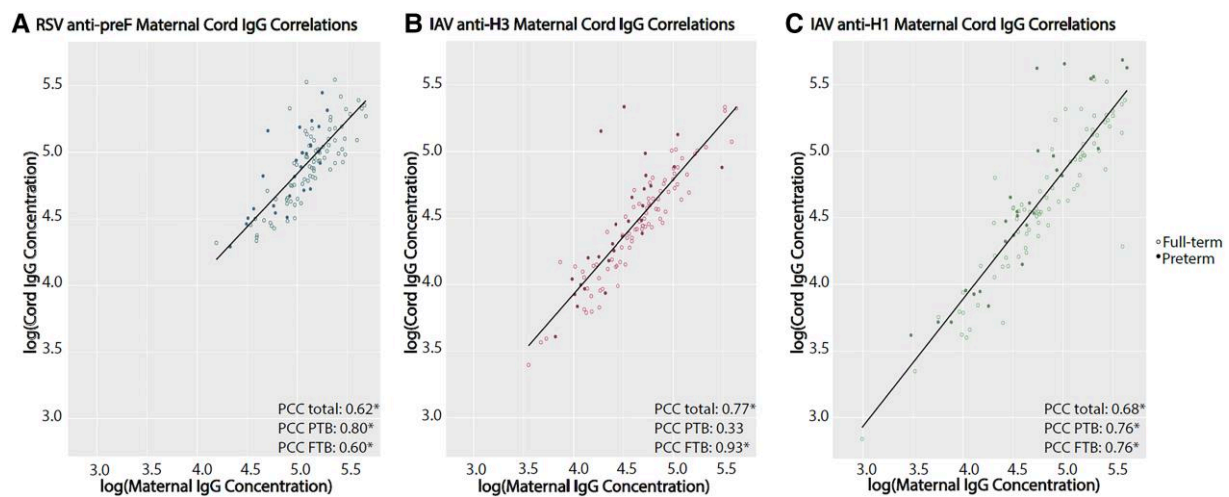 A RSV anti-preF Maternal Cord IgG Correlations
log(Cord IgG Concentration)
5.5
5.0
4.5
4.0
3.5
3.0
PCC total: 0.62*
PCC PTB: 0.80*
PCC FTB: 0.60*
3.0 3.5 4.0 4.5 5.0 5.5
log(Maternal IgG Concentration)
B IAV anti-H3 Maternal Cord IgG Correlations
log(Cord IgG Concentration)
5.5
5.0
4.5
4.0
3.5
3.0
PCC total: 0.77*
PCC PTB: 0.33
PCC FTB: 0.93*
3.0 3.5 4.0 4.5 5.0 5.5
log(Maternal IgG Concentration)
C IAV anti-H1 Maternal Cord IgG Correlations
log(Cord IgG Concentration)
5.5
5.0
4.5
4.0
3.5
3.0
PCC total: 0.68*
PCC PTB: 0.76*
PCC FTB: 0.76*
3.0 3.5 4.0 4.5 5.0 5.5
log(Maternal IgG Concentration)
Full-term
Preterm